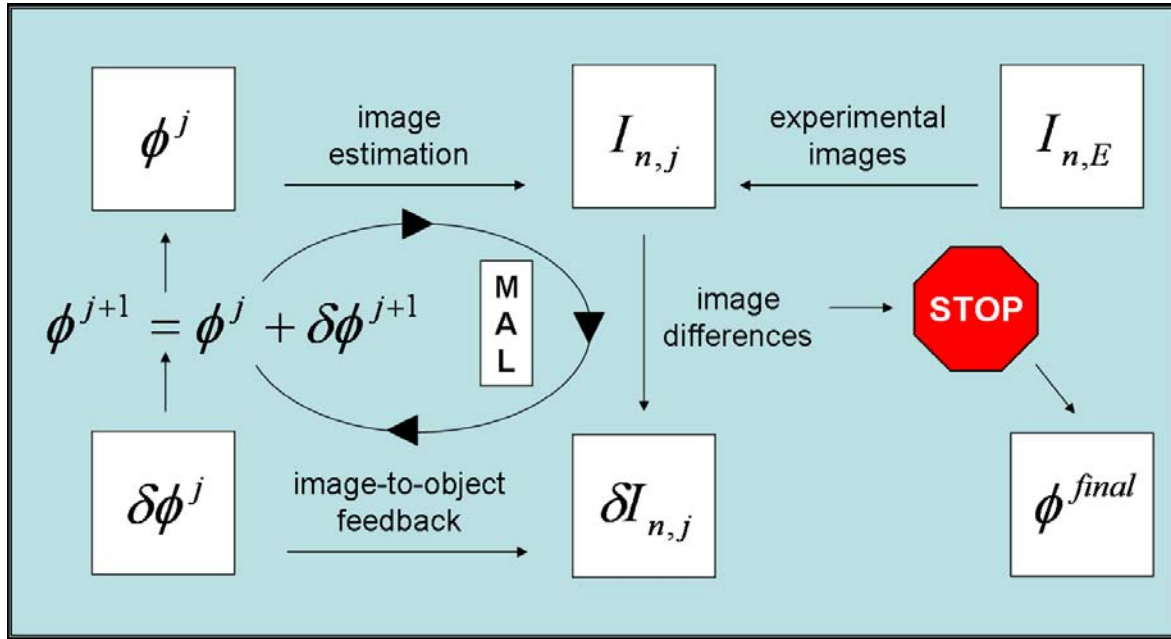 ϕ^j
image
estimation
I_{n,j}
experimental
images
I_{n,E}
ϕ^{j+1} = ϕ^j + δϕ^{j+1}
M
A
L
image
differences
STOP
δϕ^j
image-to-object
feedback
δI_{n,j}
ϕ^{final}